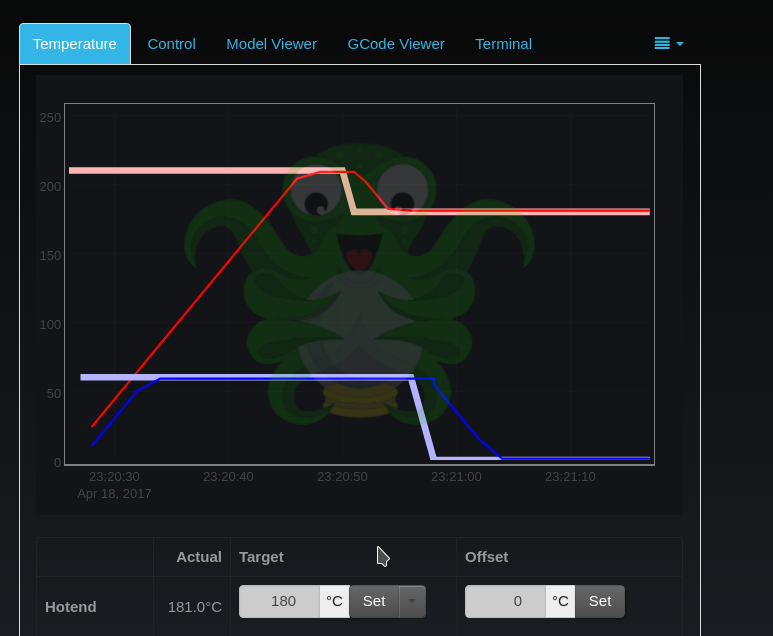 Temperature Control Model Viewer GCode Viewer Terminal
250
200
150
100
50
0
23:20:30 23:20:40 23:20:50 23:21:00 23:21:10
Apr 18, 2017
Actual Target Offset
Hotend 181.0°C 180 °C Set 0 °C Set